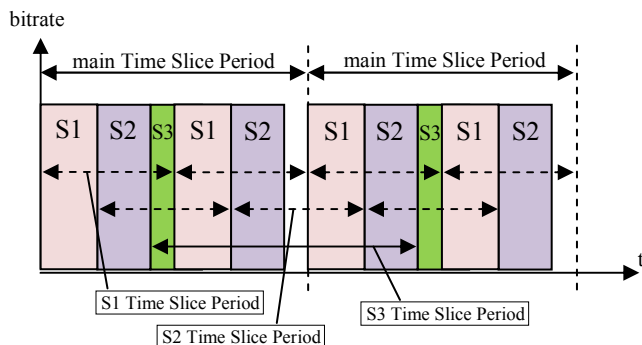 bitrate
main Time Slice Period main Time Slice Period
S1 S2 S3 S1 S2 S1 S2 S3 S1 S2
t
S1 Time Slice Period
S2 Time Slice Period
S3 Time Slice Period